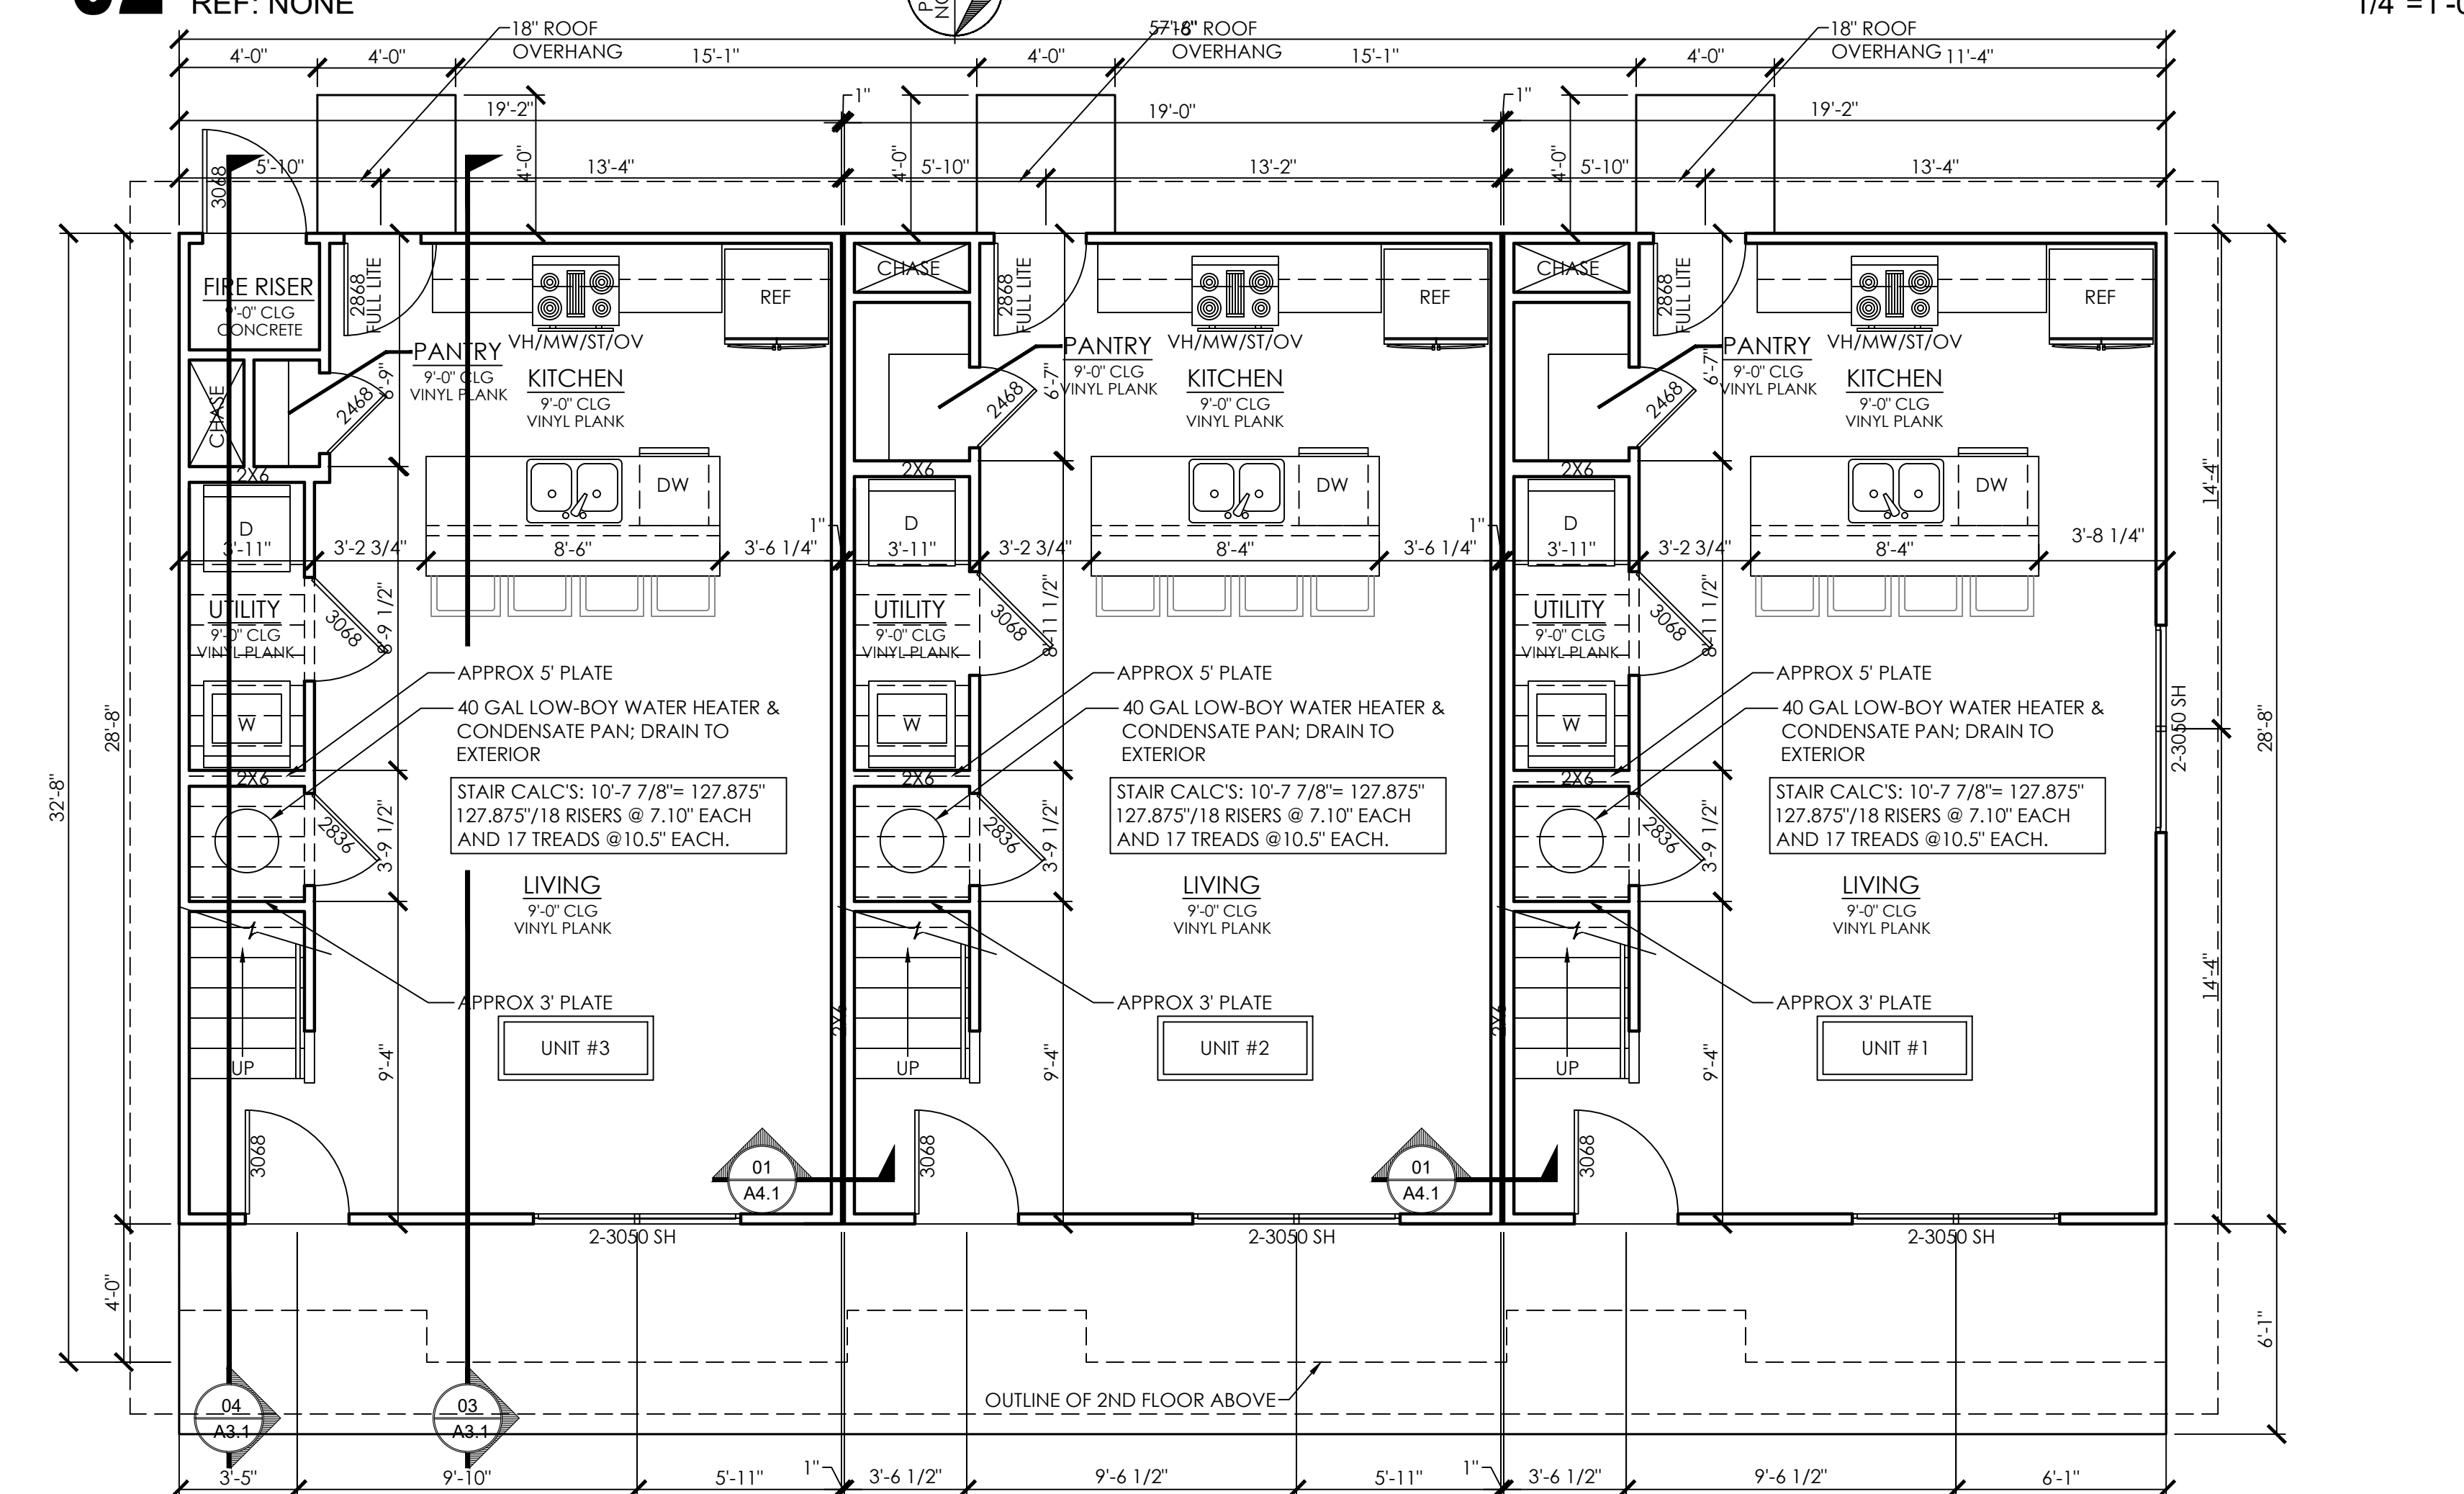 REF: NONE
18" ROOF
OVERHANG
57'-6"
18" ROOF
OVERHANG
18" ROOF
OVERHANG
4'-0"
4'-0"
15'-1"
4'-0"
15'-1"
4'-0"
11'-4"
19'-2"
1"
19'-0"
1"
19'-2"
4'-0"
4'-0"
4'-0"
5'-10"
13'-4"
5'-10"
13'-2"
5'-10"
13'-4"
3068
FIRE RISER
9'-0" CLG
CONCRETE
2868
FULL LITE
REF
VH/MW/ST/OV
CHASE
PANTRY
9'-0" CLG
VINYL PLANK
KITCHEN
9'-0" CLG
VINYL PLANK
2468
6'-9"
2X6
DW
D
3'-11"
3'-2 3/4"
8'-6"
3'-6 1/4"
1"
UTILITY
9'-0" CLG
VINYL PLANK
3068
8'-9 1/2"
W
APPROX 5' PLATE
40 GAL LOW-BOY WATER HEATER &
CONDENSATE PAN; DRAIN TO
EXTERIOR
2X6
STAIR CALC'S: 10'-7 7/8"= 127.875"
127.875"/18 RISERS @ 7.10" EACH
AND 17 TREADS @10.5" EACH.
2836
3'-9 1/2"
LIVING
9'-0" CLG
VINYL PLANK
APPROX 3' PLATE
UNIT #3
UP
9'-4"
2X6
3068
01
A4.1
2-3050 SH
CHASE
2868
FULL LITE
REF
VH/MW/ST/OV
PANTRY
9'-0" CLG
VINYL PLANK
KITCHEN
9'-0" CLG
VINYL PLANK
2468
6'-7"
2X6
DW
D
3'-11"
3'-2 3/4"
8'-4"
3'-6 1/4"
1"
UTILITY
9'-0" CLG
VINYL PLANK
3068
8'-11 1/2"
W
APPROX 5' PLATE
40 GAL LOW-BOY WATER HEATER &
CONDENSATE PAN; DRAIN TO
EXTERIOR
2X6
STAIR CALC'S: 10'-7 7/8"= 127.875"
127.875"/18 RISERS @ 7.10" EACH
AND 17 TREADS @10.5" EACH.
2836
3'-9 1/2"
LIVING
9'-0" CLG
VINYL PLANK
APPROX 3' PLATE
UNIT #2
UP
9'-4"
2X6
3068
01
A4.1
2-3050 SH
CHASE
2868
FULL LITE
REF
VH/MW/ST/OV
PANTRY
9'-0" CLG
VINYL PLANK
KITCHEN
9'-0" CLG
VINYL PLANK
2468
6'-7"
2X6
DW
D
3'-11"
3'-2 3/4"
8'-4"
3'-8 1/4"
UTILITY
9'-0" CLG
VINYL PLANK
3068
8'-11 1/2"
W
APPROX 5' PLATE
40 GAL LOW-BOY WATER HEATER &
CONDENSATE PAN; DRAIN TO
EXTERIOR
2X6
STAIR CALC'S: 10'-7 7/8"= 127.875"
127.875"/18 RISERS @ 7.10" EACH
AND 17 TREADS @10.5" EACH.
2836
3'-9 1/2"
LIVING
9'-0" CLG
VINYL PLANK
APPROX 3' PLATE
UNIT #1
UP
9'-4"
3068
2-3050 SH
2-3050 SH
14'-4"
14'-4"
28'-8"
6'-1"
32'-8"
28'-8"
4'-0"
OUTLINE OF 2ND FLOOR ABOVE
04
A3.1
03
A3.1
3'-5"
9'-10"
5'-11"
1"
3'-6 1/2"
9'-6 1/2"
5'-11"
1"
3'-6 1/2"
9'-6 1/2"
6'-1"